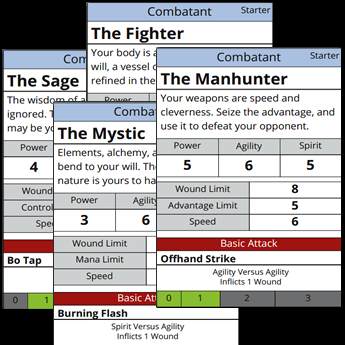 Combatant
Starter
The Fighter
Your body is a
will, a vessel o
refined in the
Power
The Sage
The wisdom of a
ignored. T
may be yo
Power
4
Wound
Control
Spe
Bo Tap
0 1
Combatant
The Mystic
Elements, alchemy, a
bend to your will. The
nature is yours to ha
Power Agility
3 6
Wound Limit
Mana Limit
Speed
Basic Att
Burning Flash
Spirit Versus Agility
Inflicts 1 Wound
Combatant
Starter
The Manhunter
Your weapons are speed and
cleverness. Seize the advantage, and
use it to defeat your opponent.
Power Agility Spirit
5 6 5
Wound Limit 8
Advantage Limit 5
Speed 6
Basic Attack
Offhand Strike
Agility Versus Agility
Inflicts 1 Wound
0 1 2 3